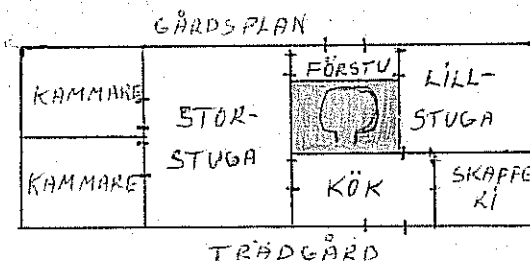 GÅRDSPLAN
KAMMARE
STOR-
STUGA
FÖRSTU
LILL-
STUGA
KAMMARE
KÖK
SKAFFE
RI
TRÄDGÅRD